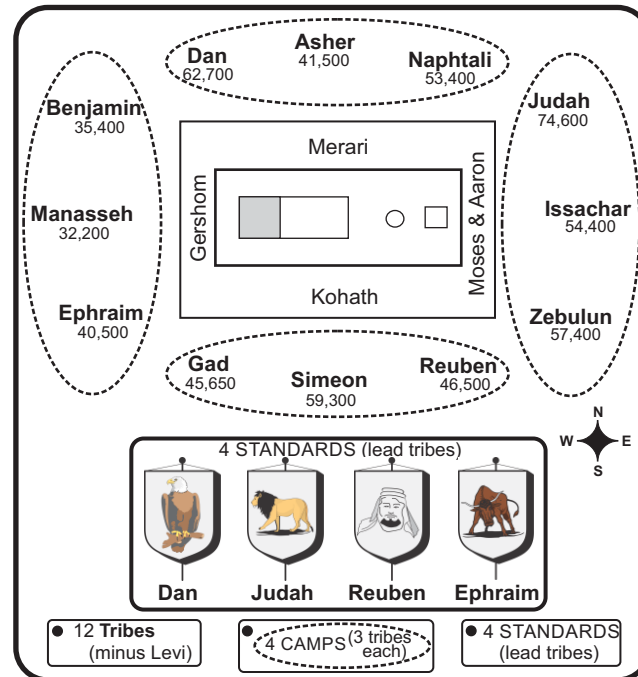 Dan
62,700
Asher
41,500
Naphtali
53,400
Benjamin
35,400
Manasseh
32,200
Ephraim
40,500
Merari
Gershom
Moses & Aaron
Kohath
Judah
74,600
Issachar
54,400
Zebulun
57,400
Gad
45,650
Simeon
59,300
Reuben
46,500
N
W E
S
4 STANDARDS (lead tribes)
Dan Judah Reuben Ephraim
12 Tribes
(minus Levi)
4 CAMPS (3 tribes
each)
4 STANDARDS
(lead tribes)